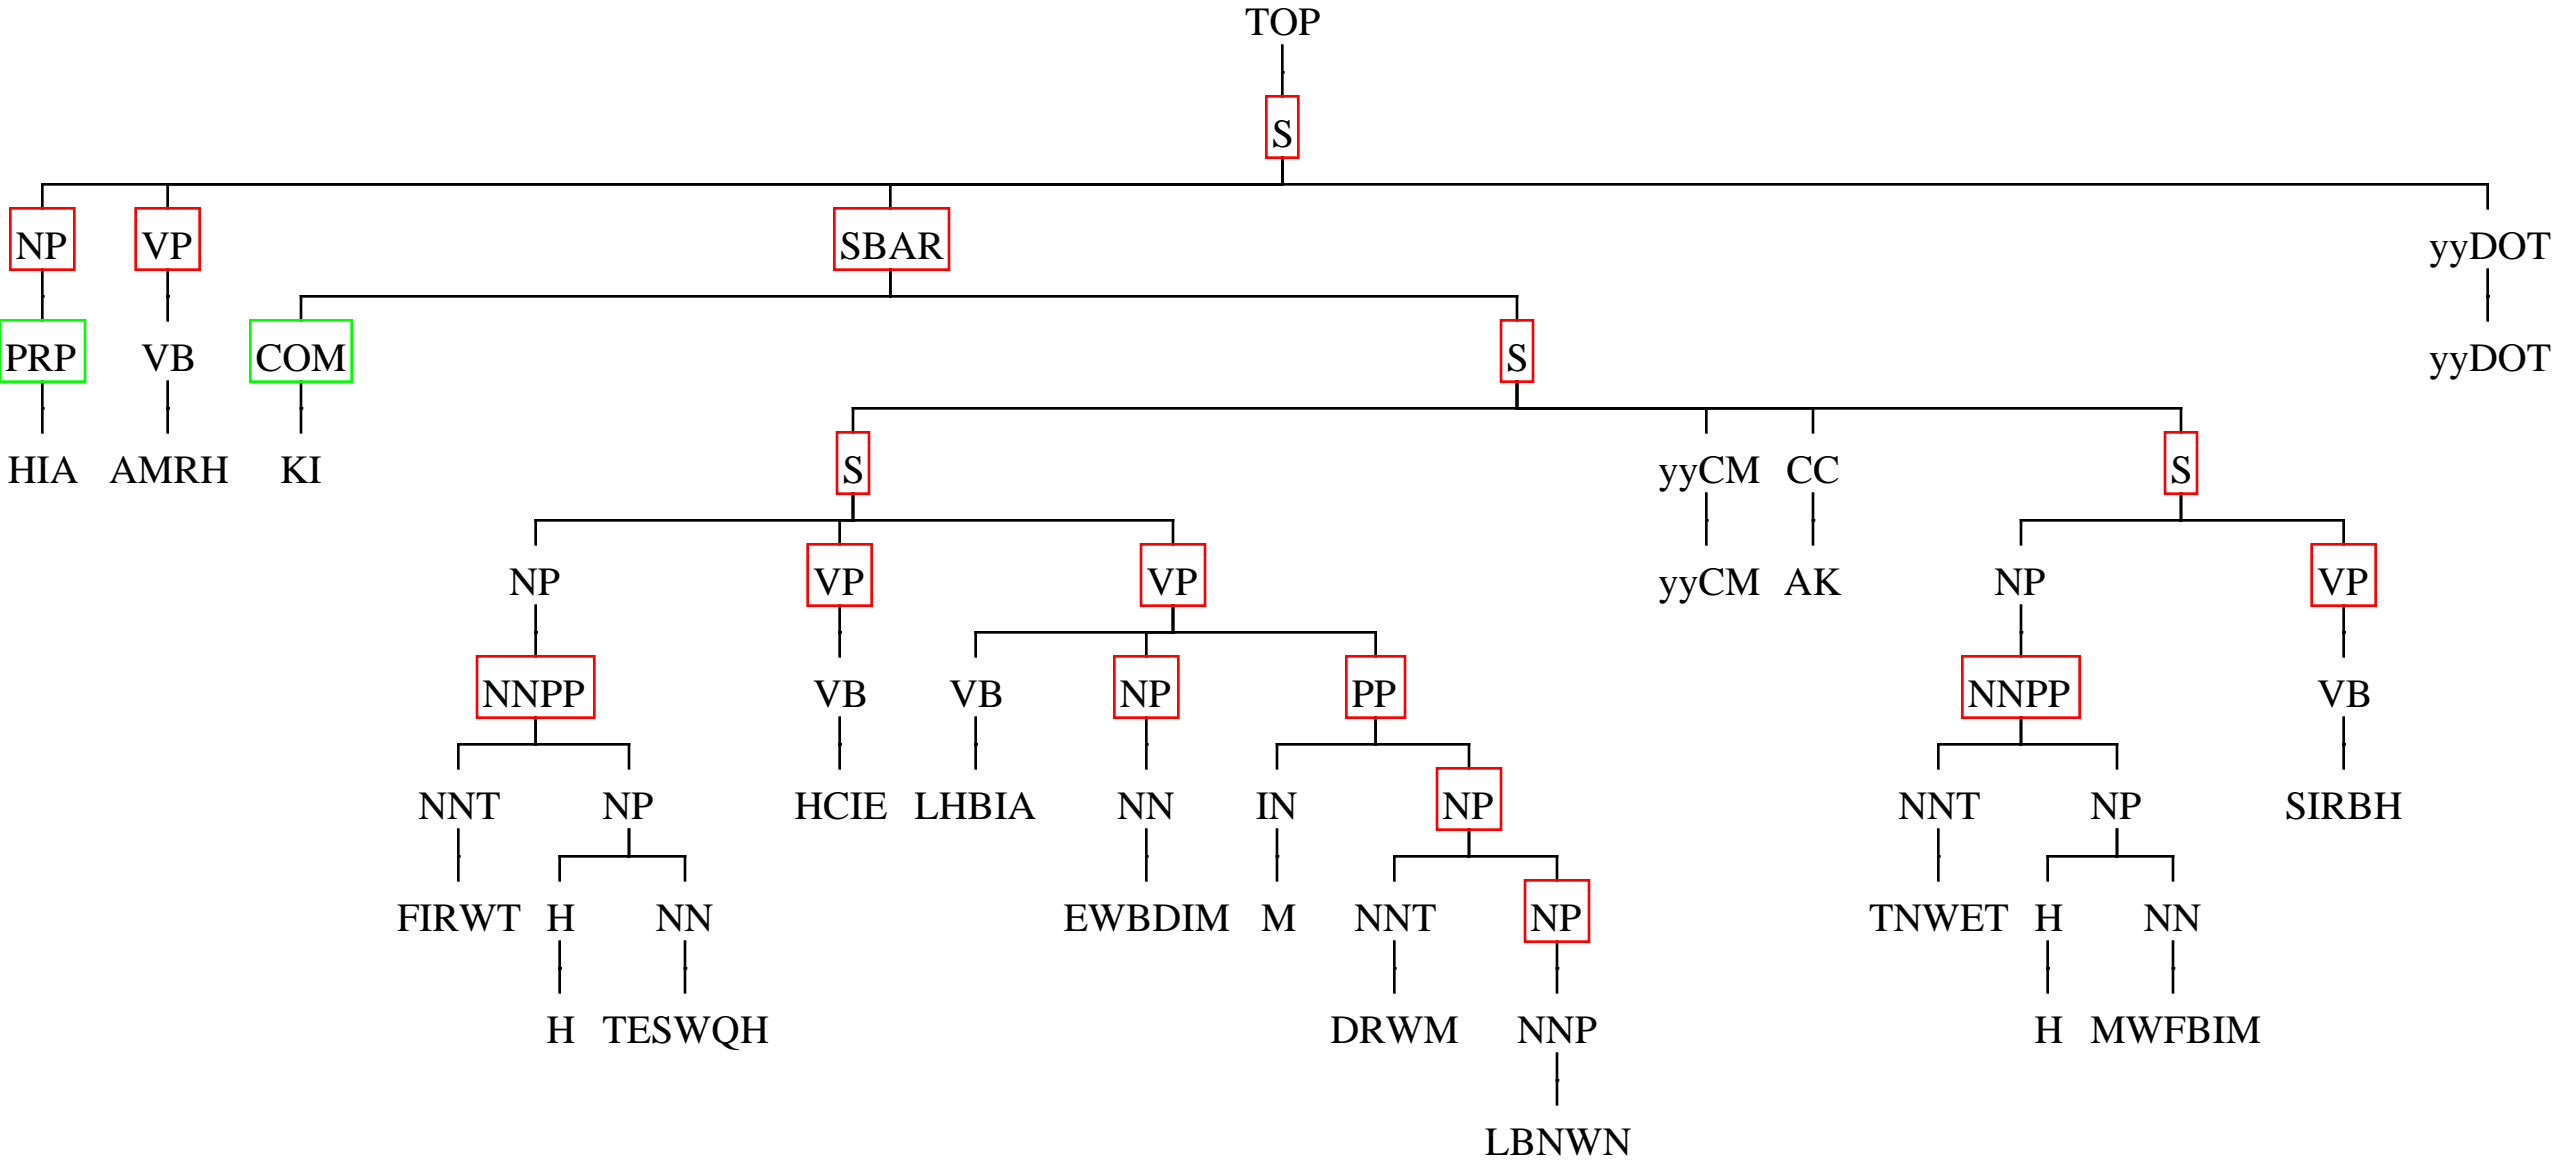 TOP
S
NP VP SBAR yyDOT
PRP VB COM S yyDOT
HIA AMRH KI S yyCM CC S
NP VP VP yyCM AK NP VP
NNPP VB VB NP PP NNPP VB
NNT NP HCIE LHBIA NN IN NP NNT NP SIRBH
FIRWT H NN EWBDIM M NNT NP TNWET H NN
H TESWQH DRWM NNP H MWFBIM
LBNWN